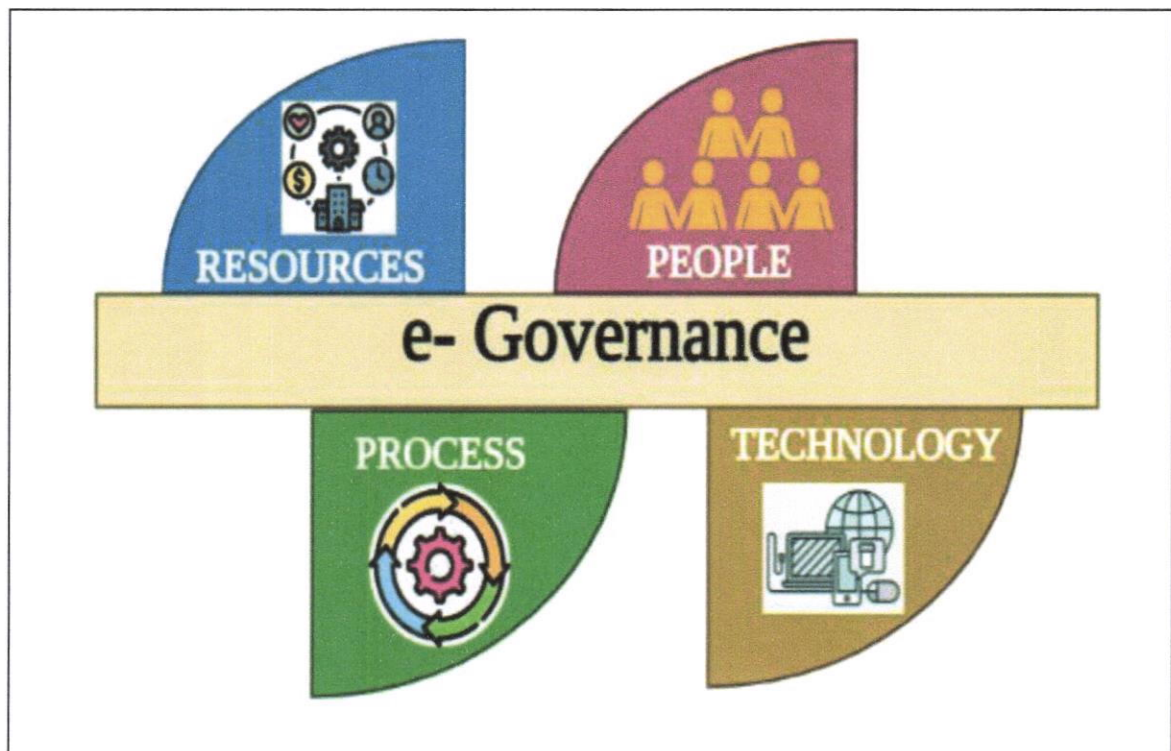 RESOURCES
PEOPLE
e- Governance
PROCESS
TECHNOLOGY
$